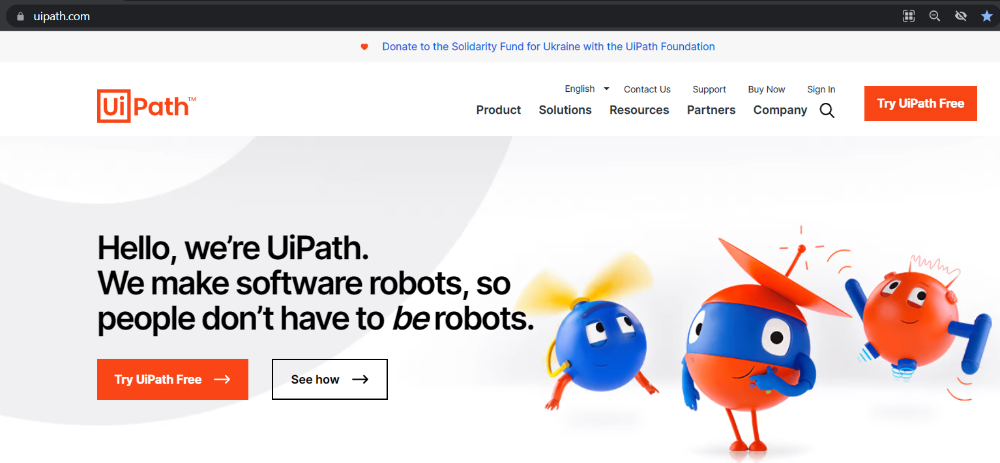 uipath.com
Donate to the Solidarity Fund for Ukraine with the UiPath Foundation
English Contact Us Support Buy Now Sign In
UiPath™
Product Solutions Resources Partners Company
Try UiPath Free
Hello, we’re UiPath.
We make software robots, so
people don’t have to be robots.
Try UiPath Free → See how →